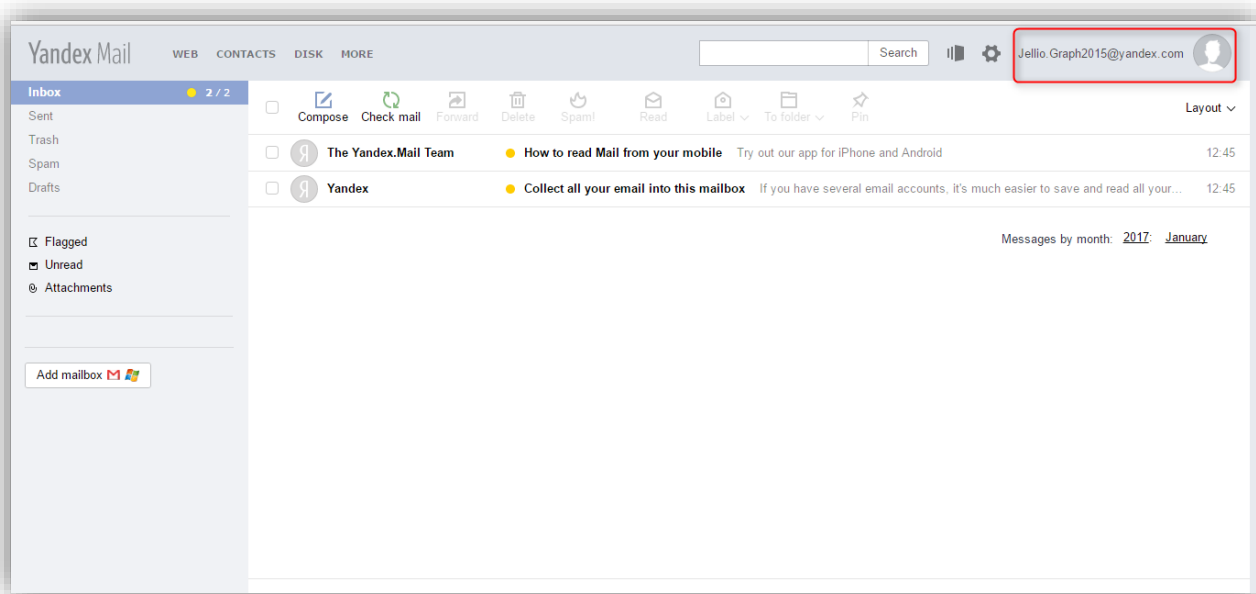 Yandex Mail WEB CONTACTS DISK MORE Search Jellio.Graph2015@yandex.com
Inbox 2 / 2
Sent
Trash
Spam
Drafts
Flagged
Unread
Attachments
Add mailbox
Compose Check mail Forward Delete Spam! Read Label To folder Pin Layout
Я The Yandex.Mail Team How to read Mail from your mobile Try out our app for iPhone and Android 12:45
Я Yandex Collect all your email into this mailbox If you have several email accounts, it's much easier to save and read all your... 12:45
Messages by month: 2017: January